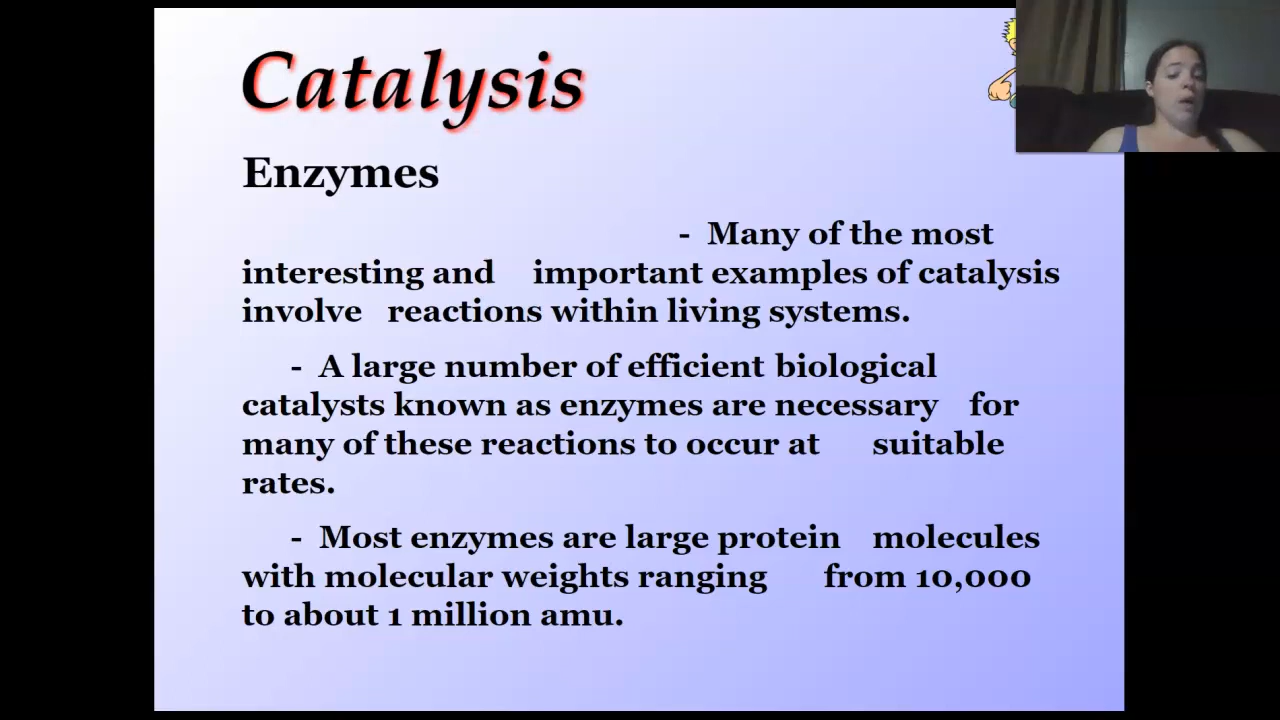 Catalysis
Enzymes
- Many of the most
interesting and important examples of catalysis
involve reactions within living systems.
- A large number of efficient biological
catalysts known as enzymes are necessary for
many of these reactions to occur at suitable
rates.
- Most enzymes are large protein molecules
with molecular weights ranging from 10,000
to about 1 million amu.